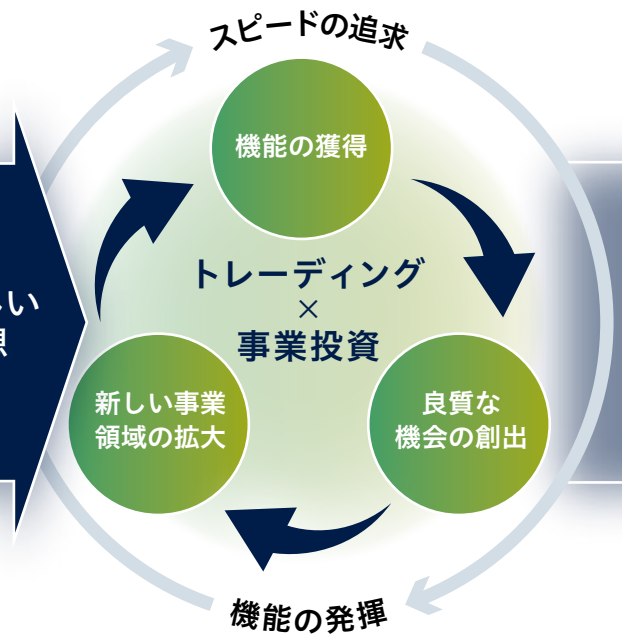 スピードの追求
機能の獲得
トレーディング
×
事業投資
い
新しい事業
領域の拡大
良質な
機会の創出
機能の発揮